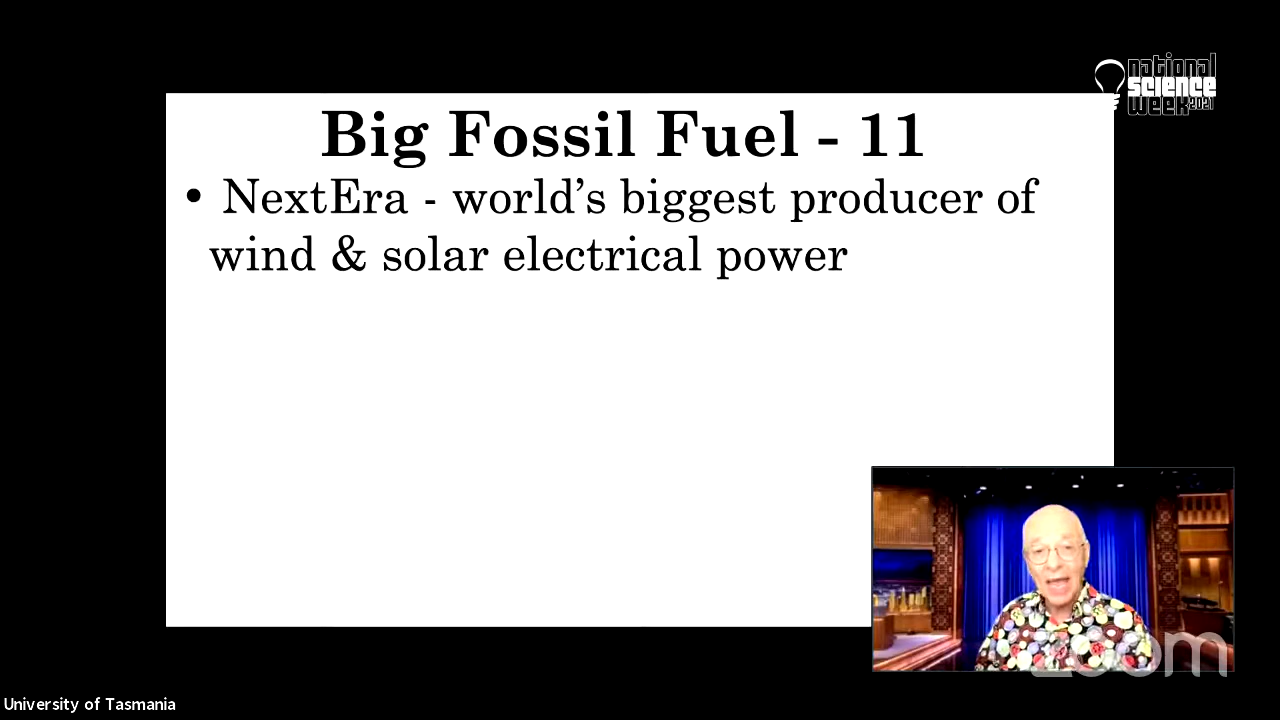 national
science
week 2021
Big Fossil Fuel - 11
• NextEra - world’s biggest producer of
wind & solar electrical power
zoom
University of Tasmania